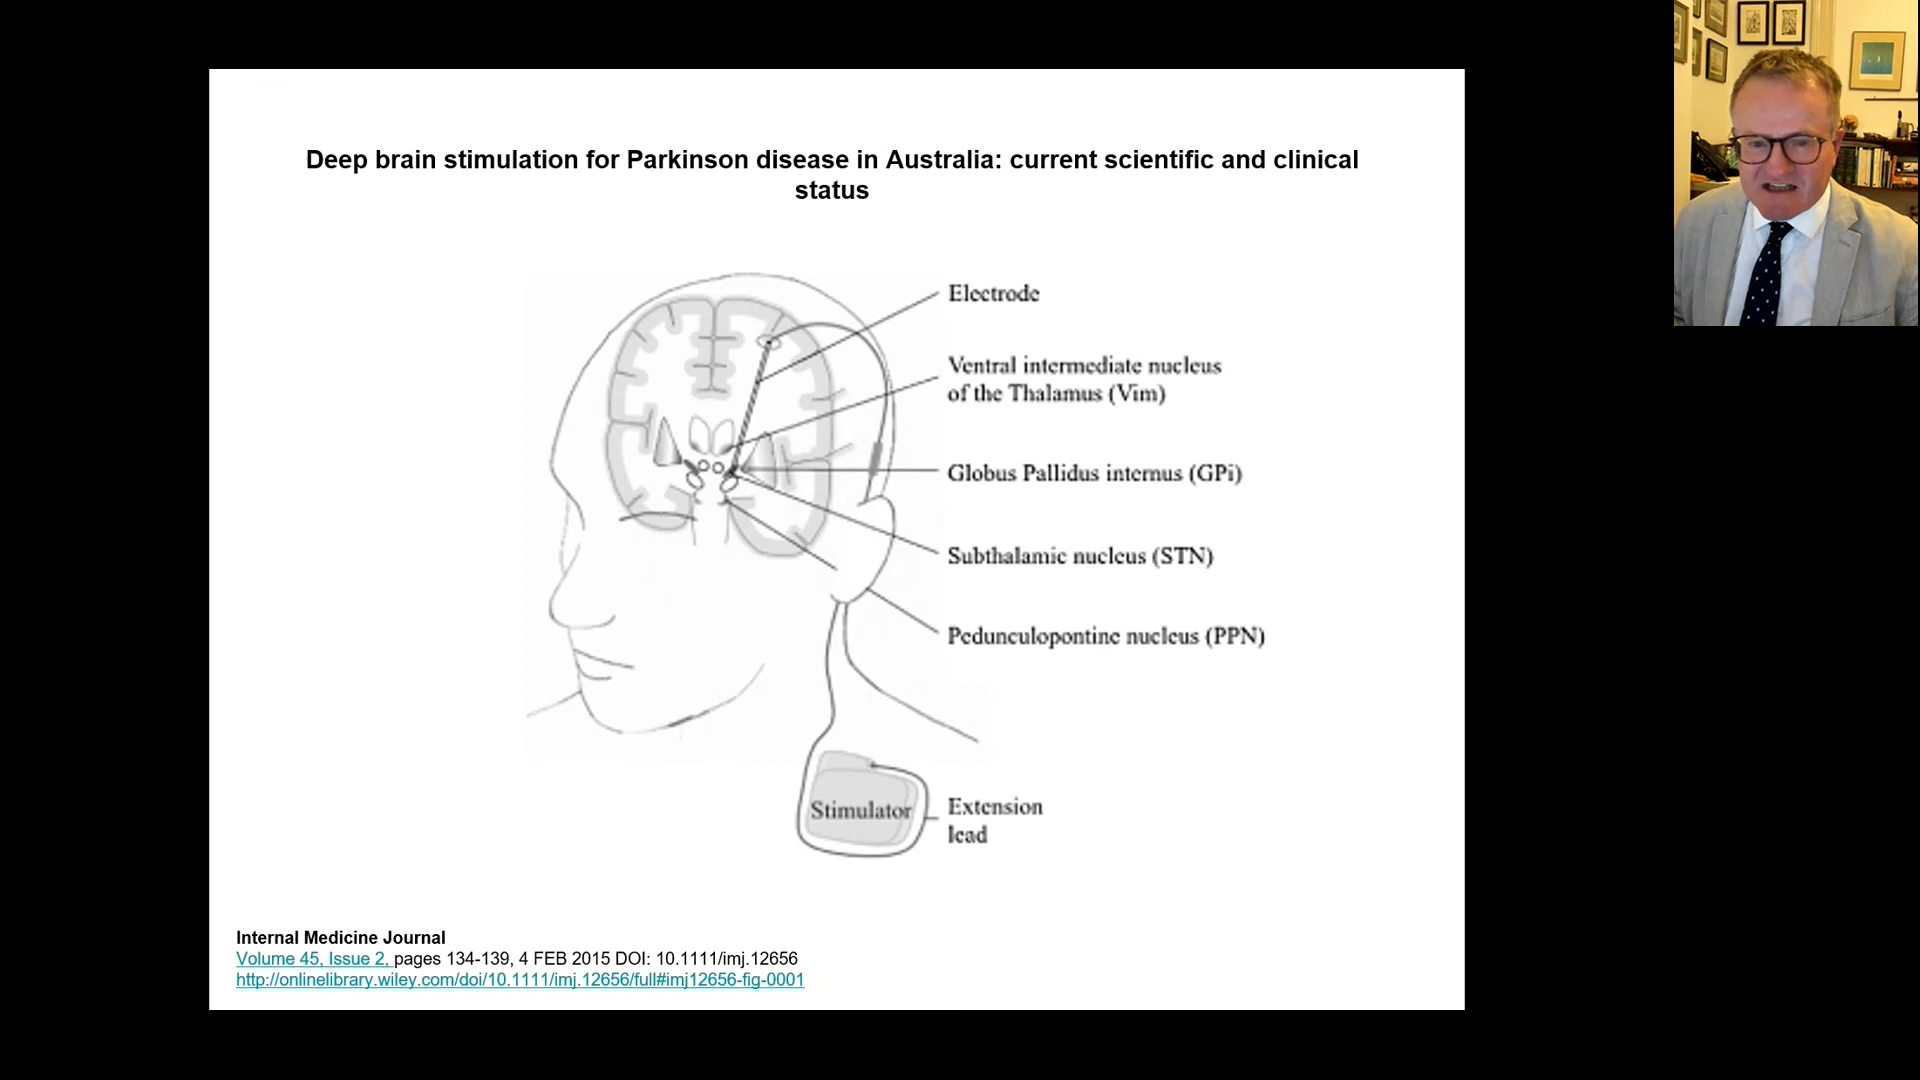 Deep brain stimulation for Parkinson disease in Australia: current scientific and clinical
status
Electrode
Ventral intermediate nucleus
of the Thalamus (Vim)
Globus Pallidus internus (GPi)
Subthalamic nucleus (STN)
Pedunculopontine nucleus (PPN)
Stimulator
Extension
lead
Internal Medicine Journal
Volume 45, Issue 2, pages 134-139, 4 FEB 2015 DOI: 10.1111/imj.12656
http://onlinelibrary.wiley.com/doi/10.1111/imj.12656/full#imj12656-fig-0001